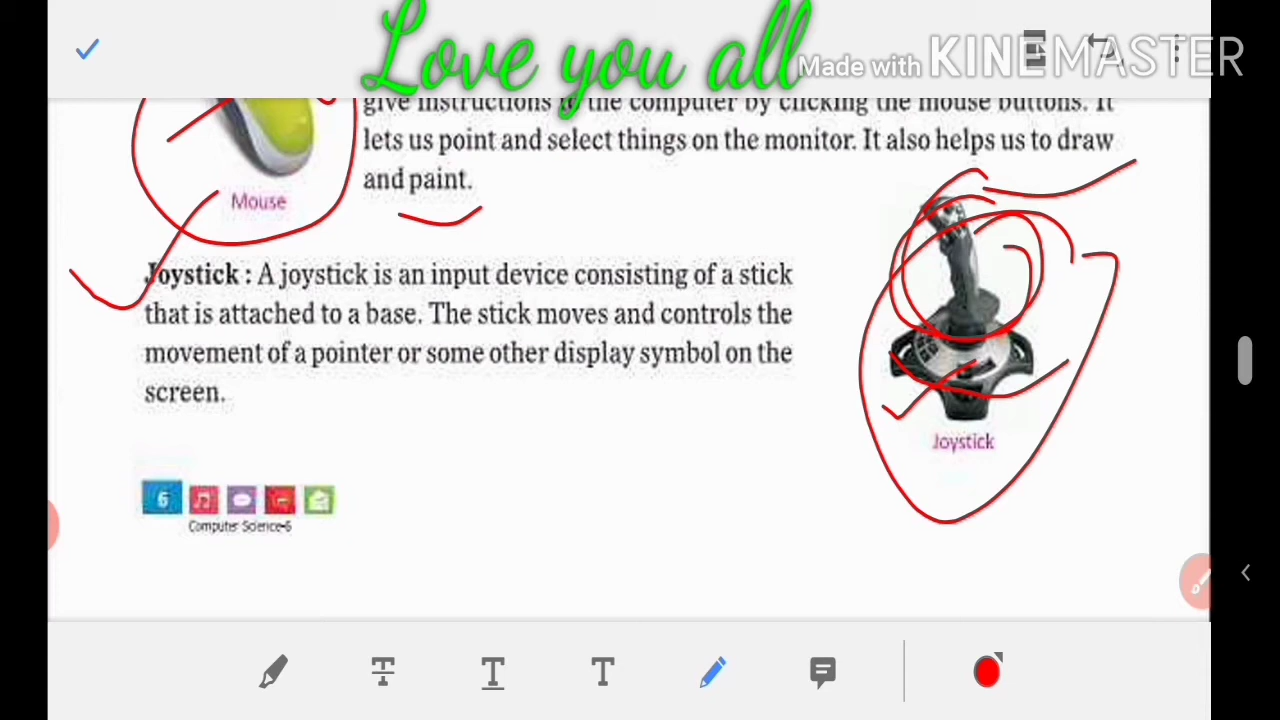 Love you all
Made with KINEMASTER
give instructions to the computer by clicking the mouse buttons. It
lets us point and select things on the monitor. It also helps us to draw
and paint.
Mouse
Joystick : A joystick is an input device consisting of a stick
that is attached to a base. The stick moves and controls the
movement of a pointer or some other display symbol on the
screen.
Joystick
6
Computer Science-6